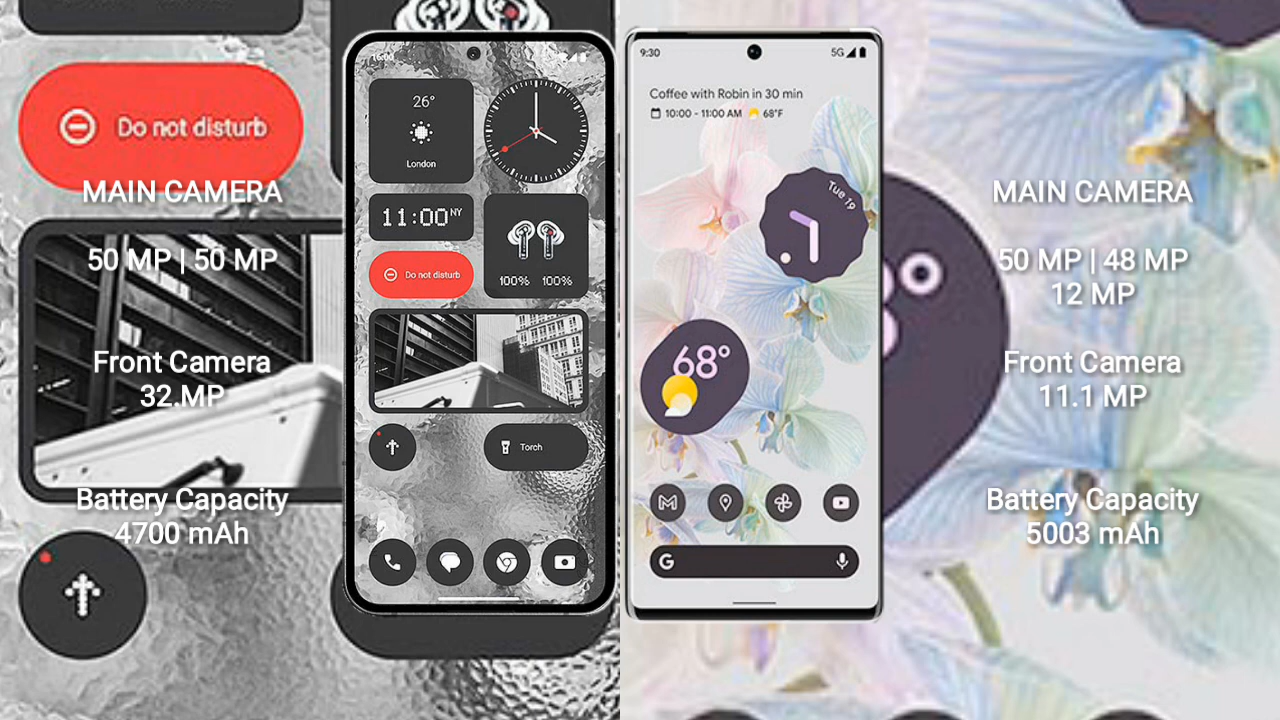 Do not disturb
MAIN CAMERA
50 MP | 50 MP
Front Camera
32.MP
Battery Capacity
4700 mAh
16:00
26°
London
11:00 NY
100% 100%
Do not disturb
Torch
9:30
5G
Coffee with Robin in 30 min
10:00 - 11:00 AM 68°F
Tue 19
68°
G
MAIN CAMERA
50 MP | 48 MP
12 MP
Front Camera
11.1 MP
Battery Capacity
5003 mAh